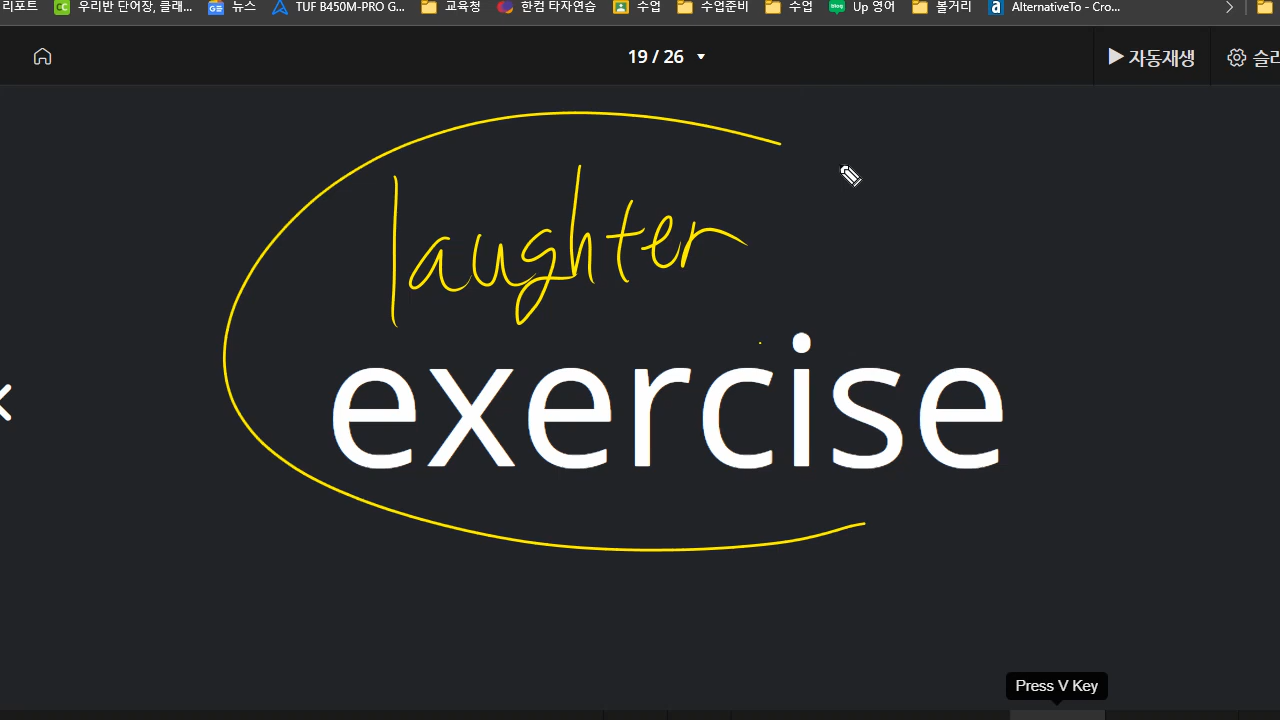 리포트 우리반 단어장, 클래... 뉴스 TUF B450M-PRO G... 교육청 한컴 타자연습 수업 수업준비 수업 Up 영어 볼거리 AlternativeTo - Cro...
19 / 26 자동재생 슬라
laughter
exercise
Press V Key